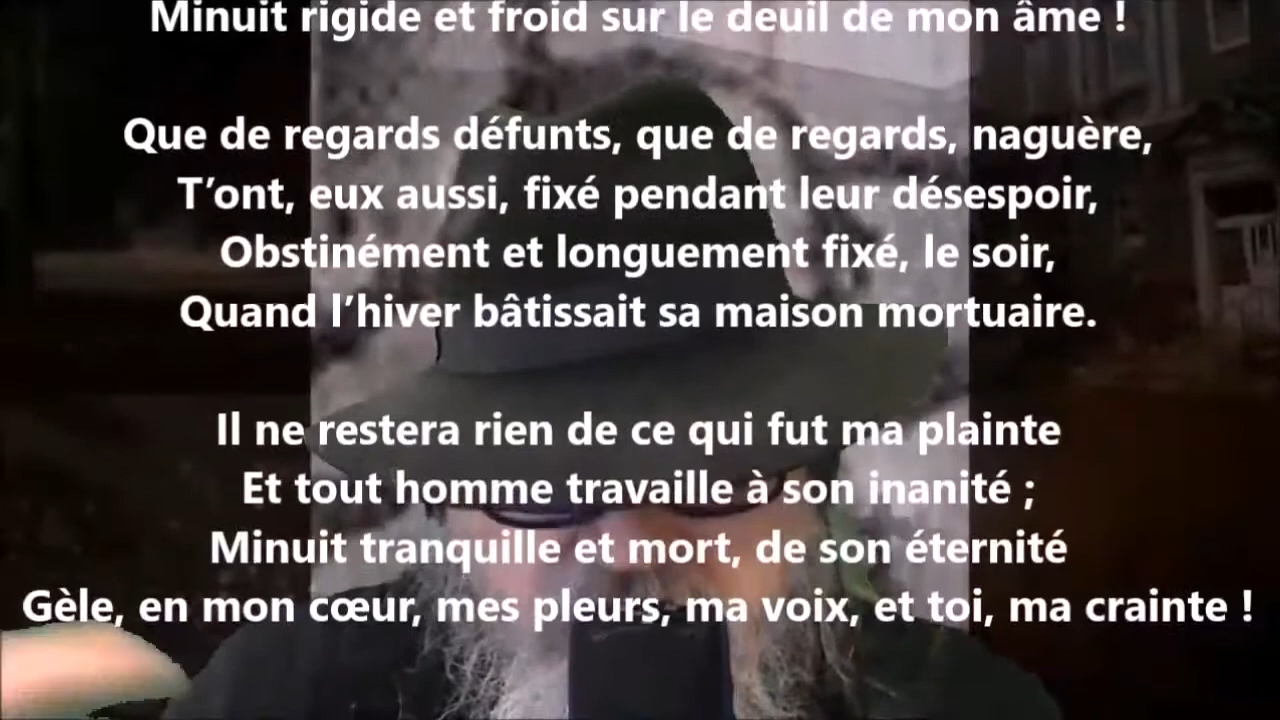 Minuit rigide et froid sur le deuil de mon âme !
Que de regards défunts, que de regards, naguère,
T’ont, eux aussi, fixé pendant leur désespoir,
Obstinément et longuement fixé, le soir,
Quand l’hiver bâtissait sa maison mortuaire.
Il ne restera rien de ce qui fut ma plainte
Et tout homme travaille à son inanité ;
Minuit tranquille et mort, de son éternité
Gèle, en mon cœur, mes pleurs, ma voix, et toi, ma crainte !